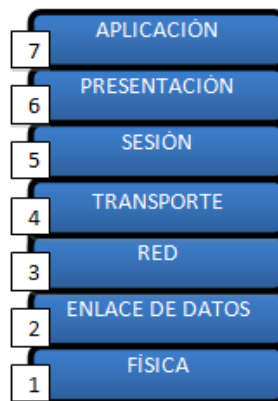 APLICACIÓN
7
PRESENTACIÓN
6
SESIÓN
5
TRANSPORTE
4
RED
3
ENLACE DE DATOS
2
FÍSICA
1